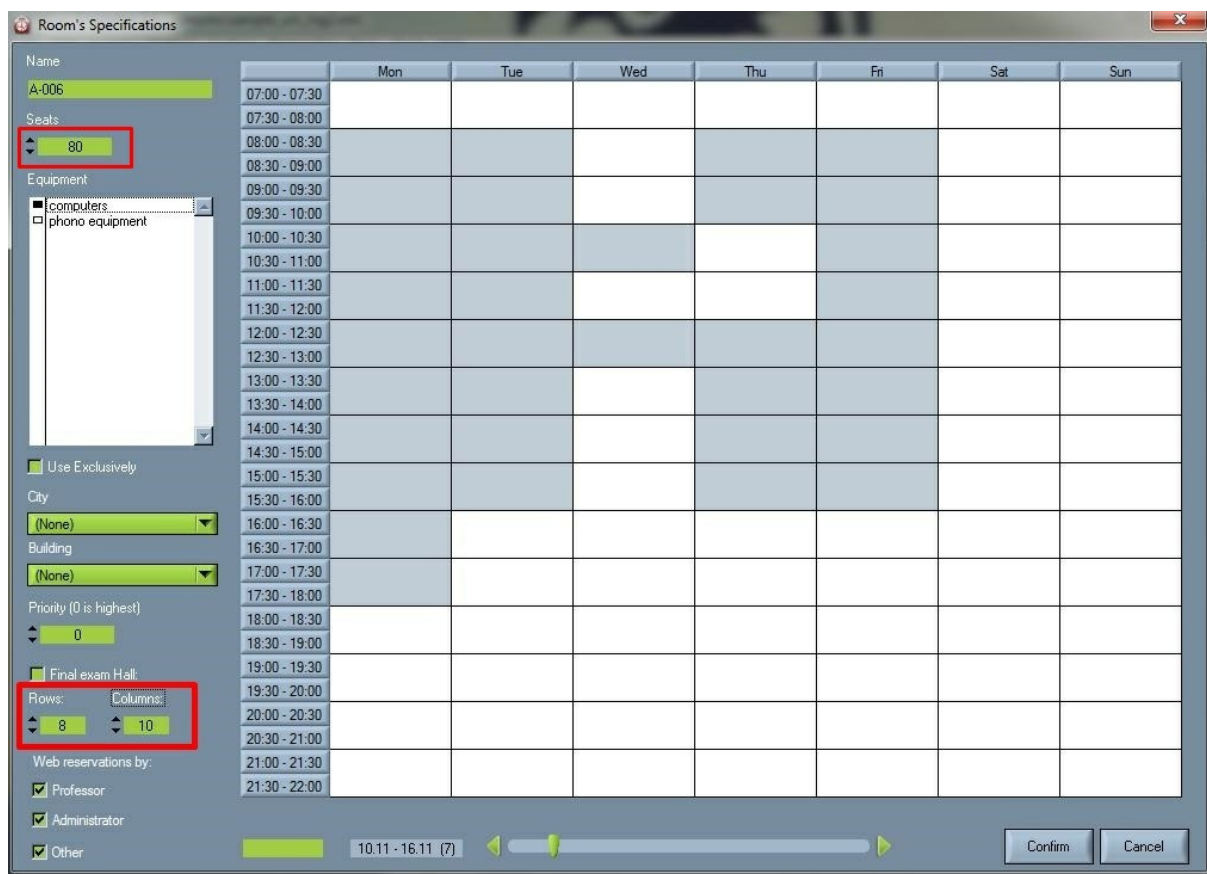 Room's Specifications
Name
A-006
Seats
80
Equipment
computers
phono equipment
Use Exclusively
City
(None)
Building
(None)
Priority (0 is highest)
0
Final exam Hall:
Rows: Columns:
8 10
Web reservations by:
Professor
Administrator
Other
Mon Tue Wed Thu Fri Sat Sun
07:00 - 07:30
07:30 - 08:00
08:00 - 08:30
08:30 - 09:00
09:00 - 09:30
09:30 - 10:00
10:00 - 10:30
10:30 - 11:00
11:00 - 11:30
11:30 - 12:00
12:00 - 12:30
12:30 - 13:00
13:00 - 13:30
13:30 - 14:00
14:00 - 14:30
14:30 - 15:00
15:00 - 15:30
15:30 - 16:00
16:00 - 16:30
16:30 - 17:00
17:00 - 17:30
17:30 - 18:00
18:00 - 18:30
18:30 - 19:00
19:00 - 19:30
19:30 - 20:00
20:00 - 20:30
20:30 - 21:00
21:00 - 21:30
21:30 - 22:00
10.11 - 16.11 (7)
Confirm Cancel